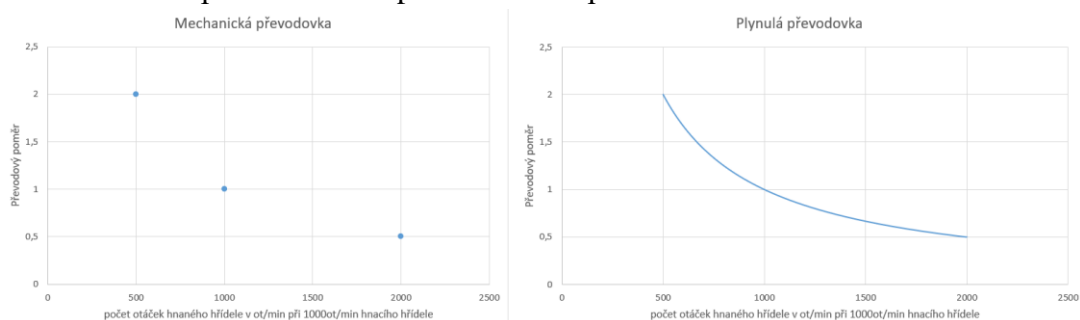 Mechanická převodovka
2,5
2
1,5
1
0,5
0
Převodový poměr
0 500 1000 1500 2000 2500
počet otáček hnaného hřídele v ot/min při 1000ot/min hnacího hřídele
Plynulá převodovka
2,5
2
1,5
1
0,5
0
Převodový poměr
0 500 1000 1500 2000 2500
počet otáček hnaného hřídele v ot/min při 1000ot/min hnacího hřídele